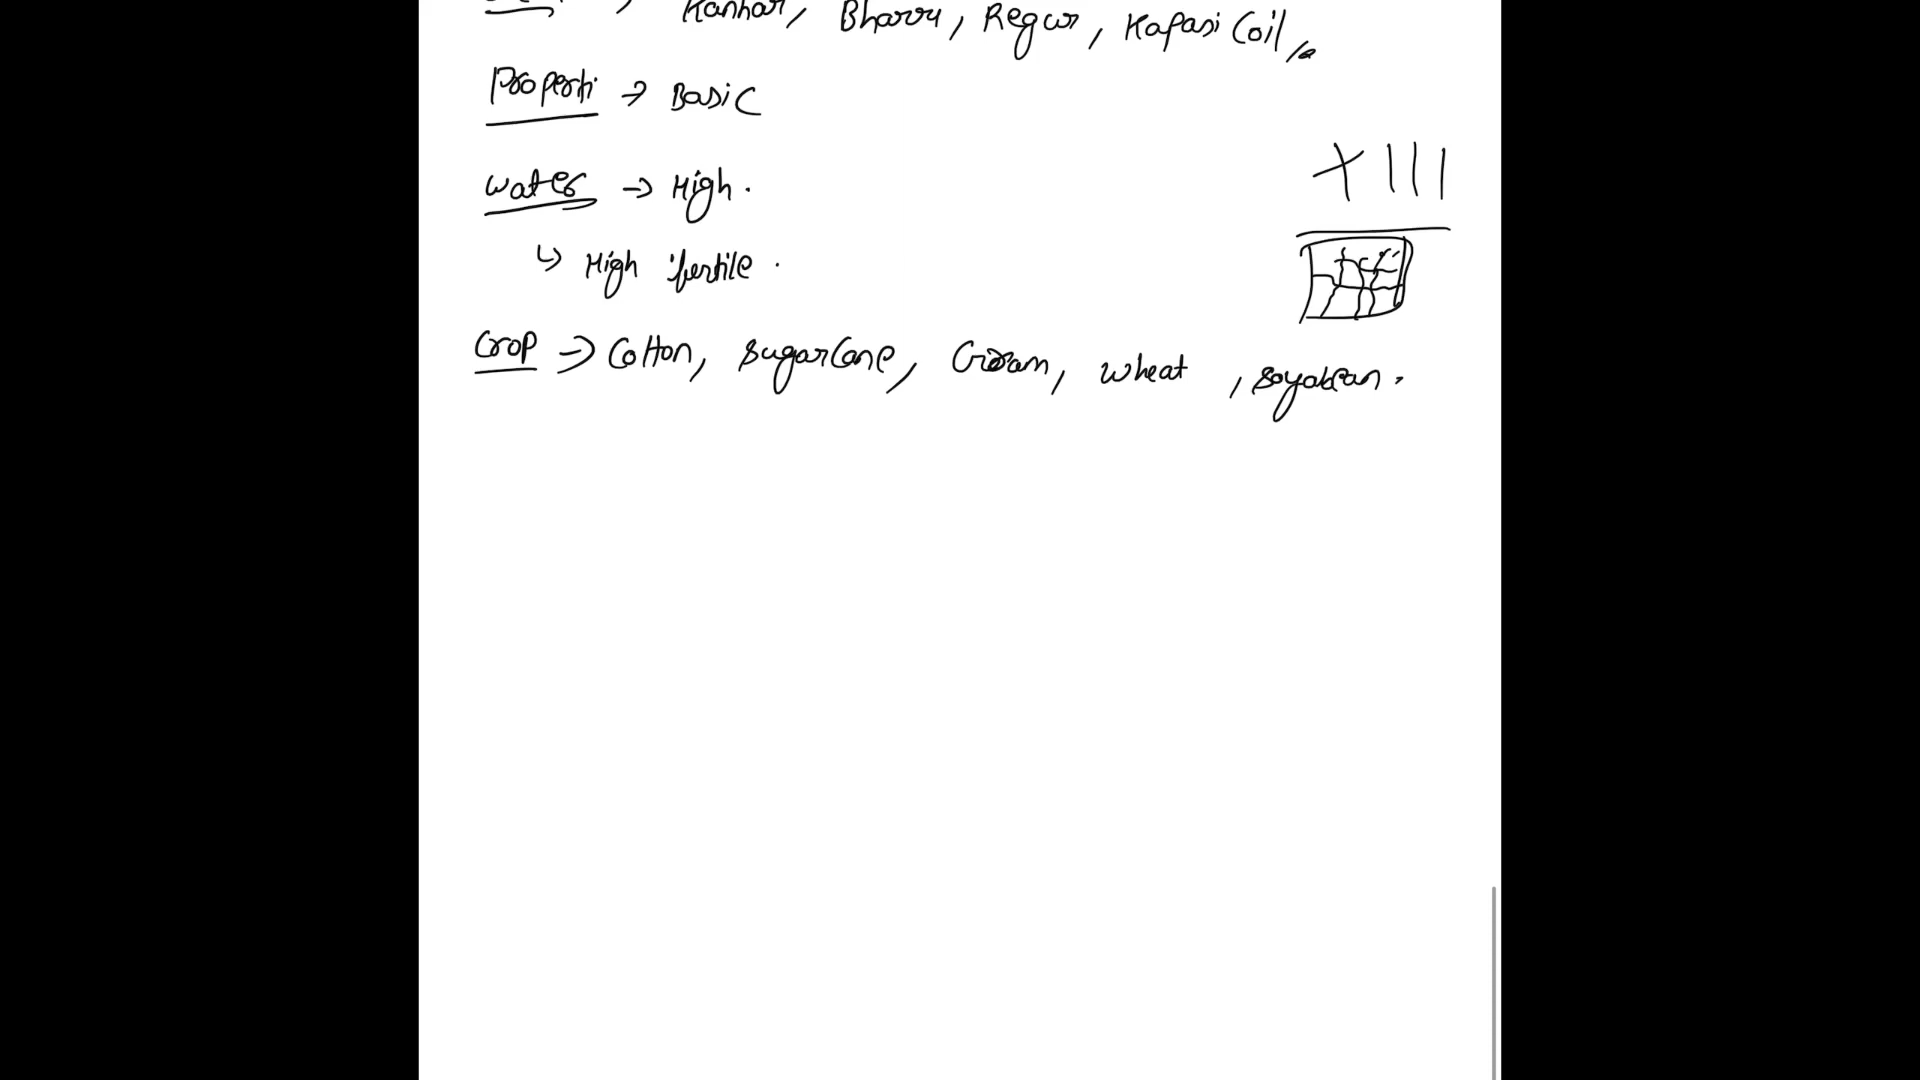 Kanhar, Bharri, Regur, Kapasi Coil,
Properti → Basic
Water → High.
↳ High fertile.
Crop → Cotton, Sugarcane, Gram, Wheat, Soyabean.